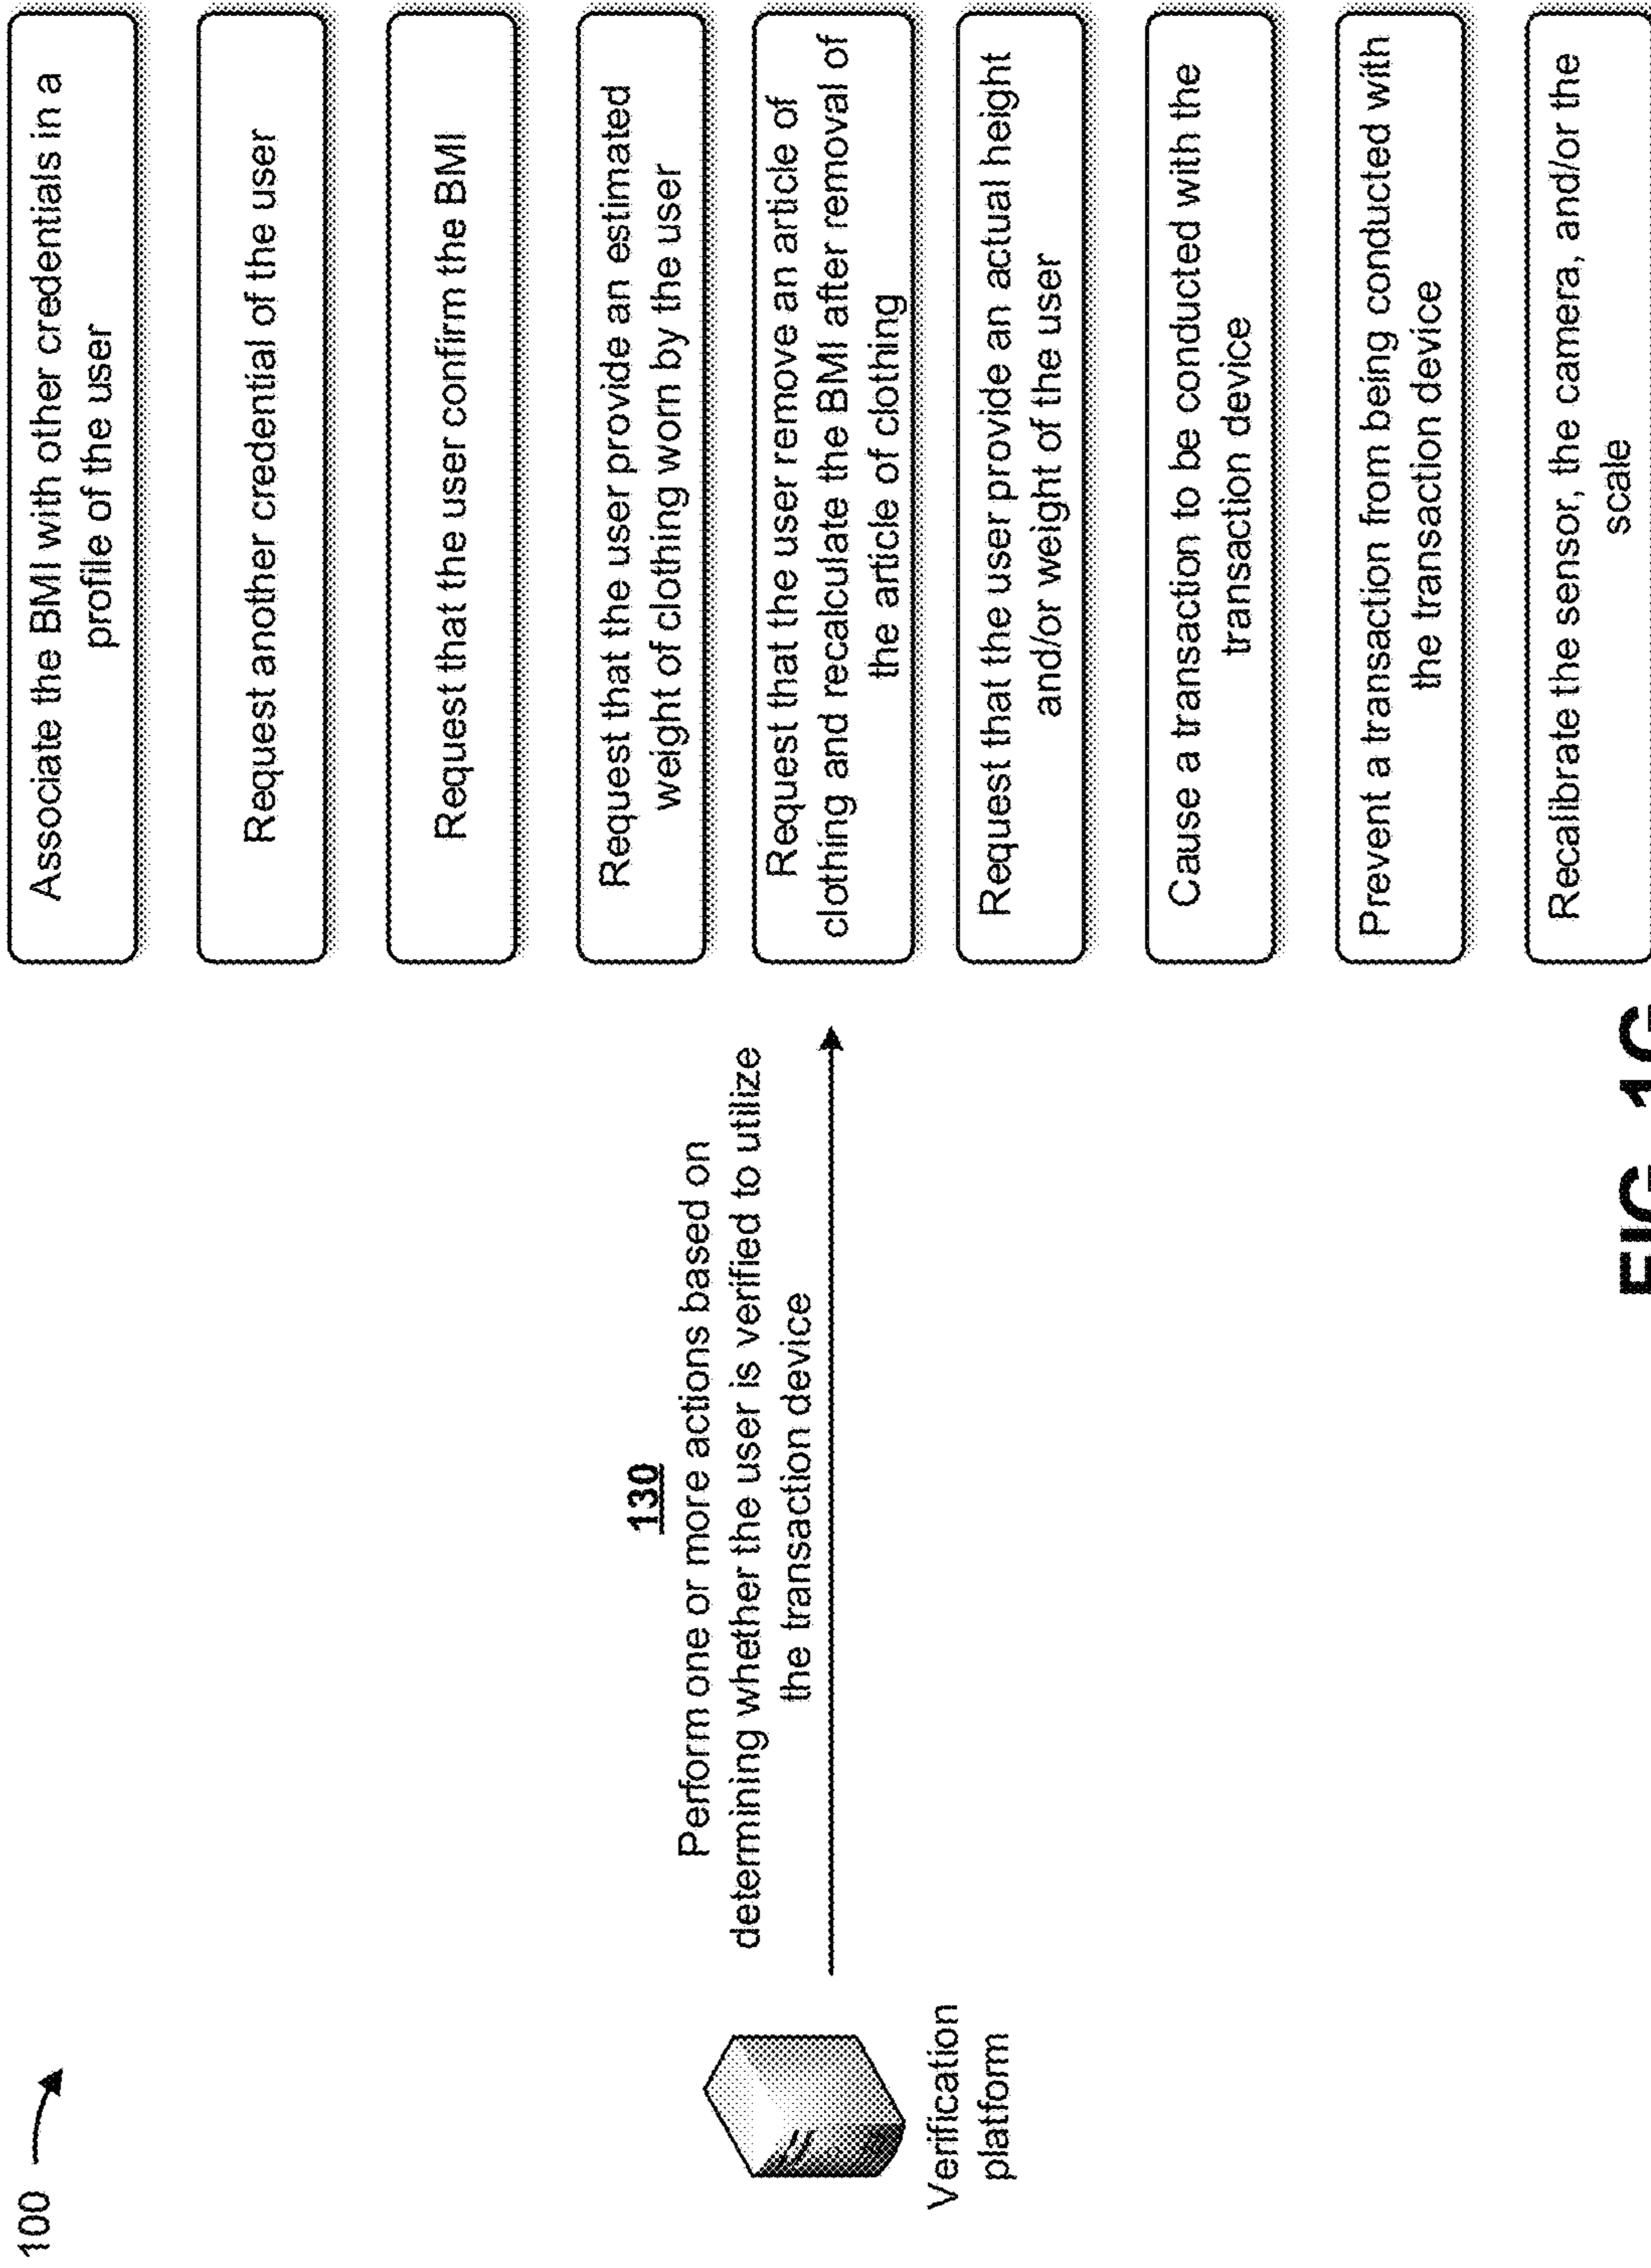 100
130
Perform one or more actions based on
determining whether the user is verified to utilize
the transaction device
Verification
platform
Associate the BMI with other credentials in a
profile of the user
Request another credential of the user
Request that the user confirm the BMI
Request that the user provide an estimated
weight of clothing worn by the user
Request that the user remove an article of
clothing and recalculate the BMI after removal of
the article of clothing
Request that the user provide an actual height
and/or weight of the user
Cause a transaction to be conducted with the
transaction device
Prevent a transaction from being conducted with
the transaction device
Recalibrate the sensor, the camera, and/or the
scale
FIG.